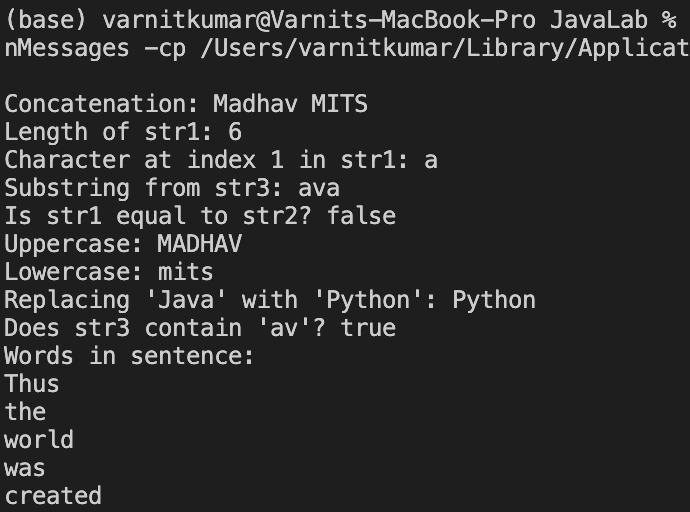 (base) varnitkumar@Varnits-MacBook-Pro JavaLab %
nMessages -cp /Users/varnitkumar/Library/Applicat
Concatenation: Madhav MITS
Length of str1: 6
Character at index 1 in str1: a
Substring from str3: ava
Is str1 equal to str2? false
Uppercase: MADHAV
Lowercase: mits
Replacing 'Java' with 'Python': Python
Does str3 contain 'av'? true
Words in sentence:
Thus
the
world
was
created